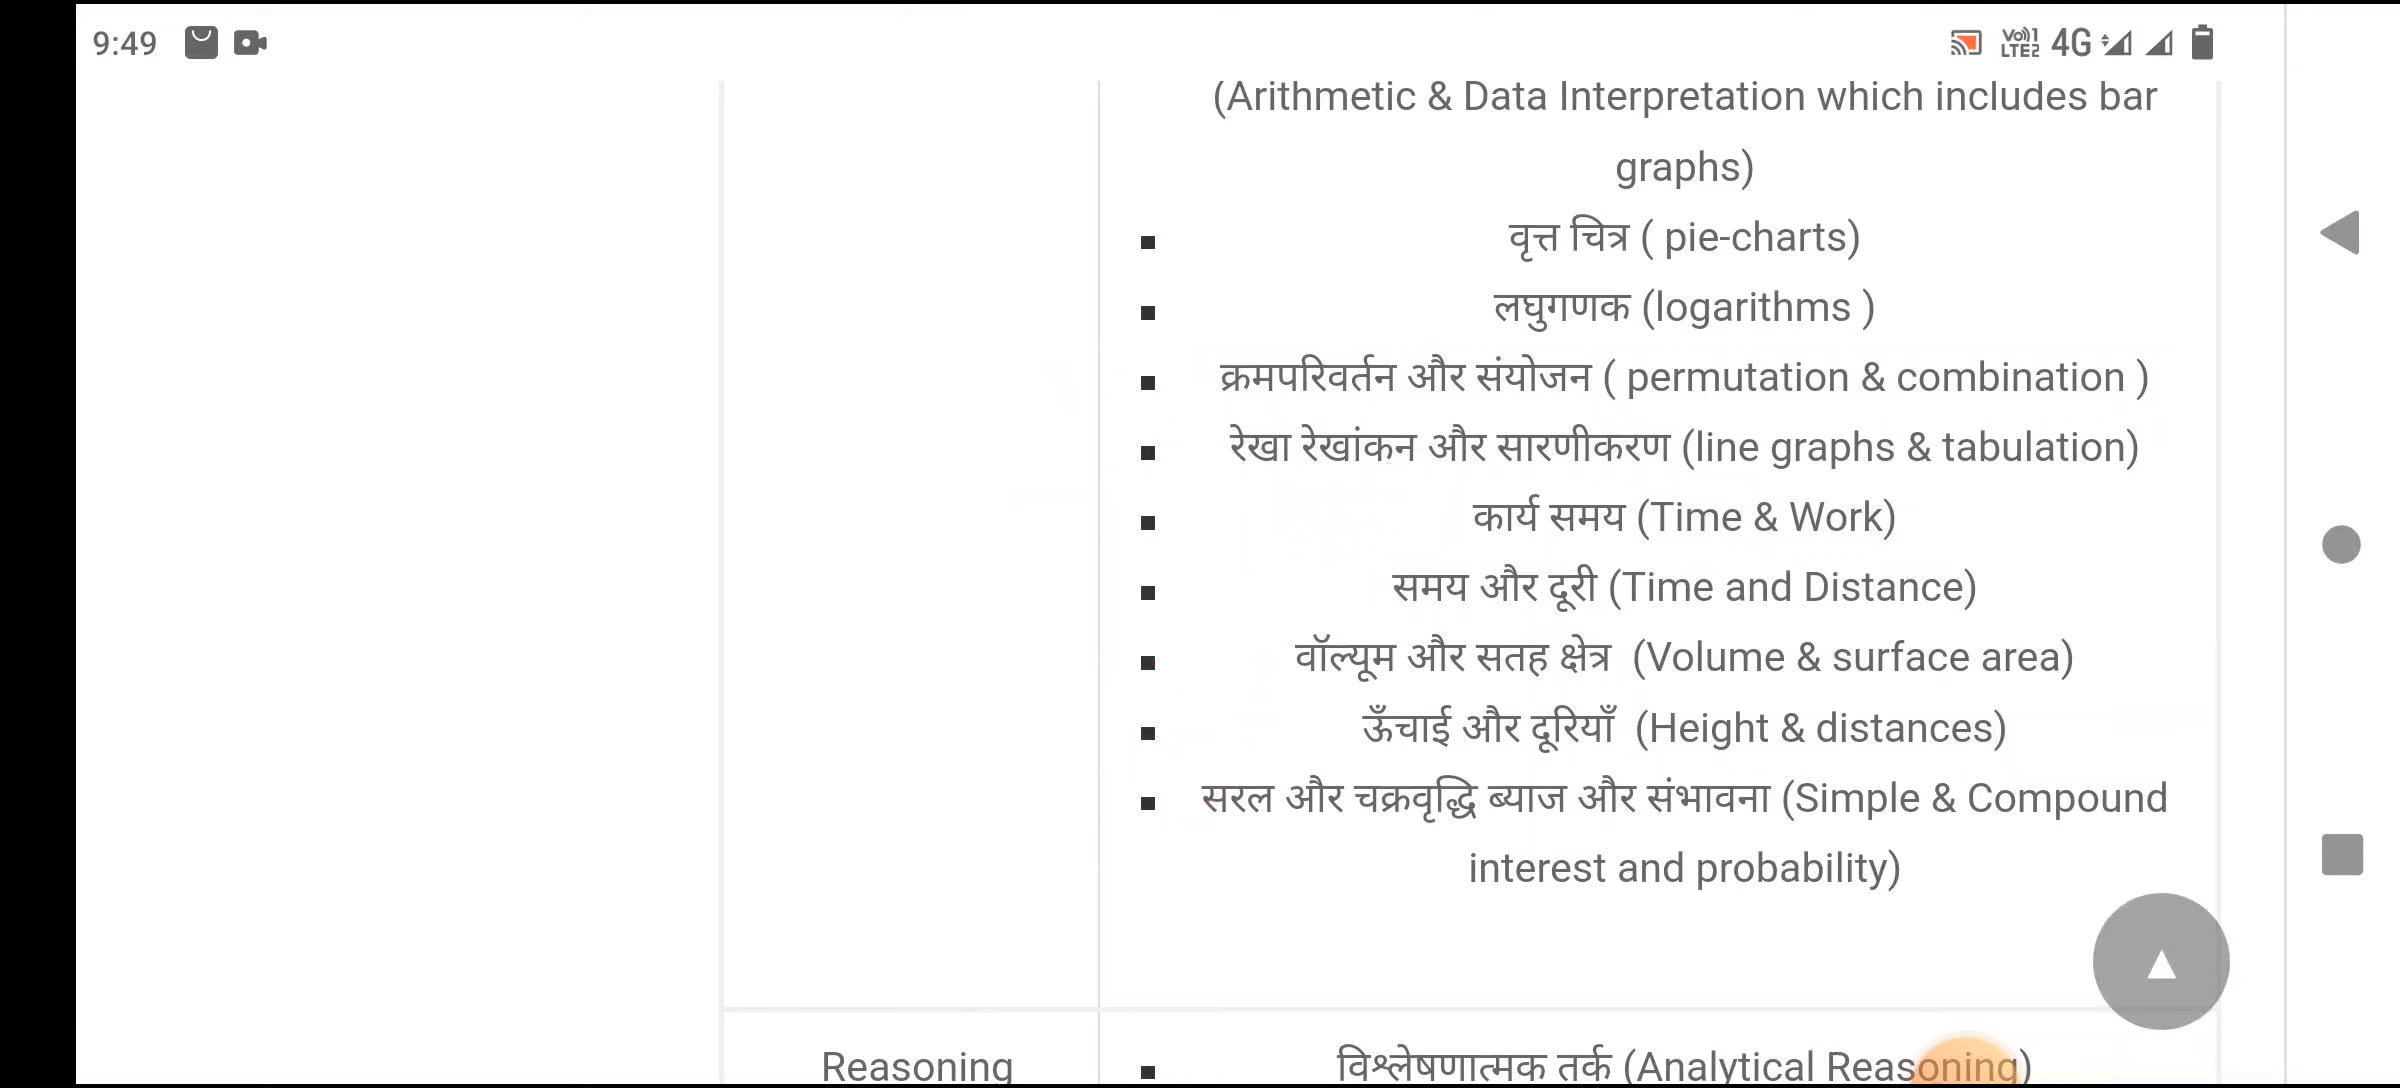 9:49
Vo)) 1 LTE2 4G
(Arithmetic & Data Interpretation which includes bar
graphs)
वृत्त चित्र ( pie-charts)
लघुगणक (logarithms )
क्रमपरिवर्तन और संयोजन ( permutation & combination )
रेखा रेखांकन और सारणीकरण (line graphs & tabulation)
कार्य समय (Time & Work)
समय और दूरी (Time and Distance)
वॉल्यूम और सतह क्षेत्र (Volume & surface area)
ऊँचाई और दूरियाँ (Height & distances)
सरल और चक्रवृद्धि ब्याज और संभावना (Simple & Compound
interest and probability)
Reasoning
विश्लेषणात्मक तर्क (Analytical Reasoning)